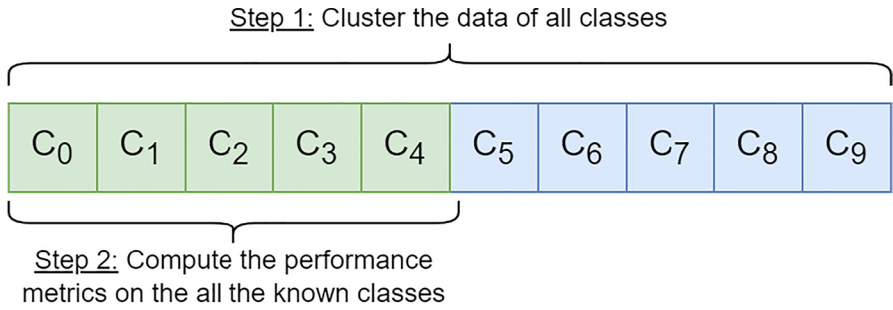 Step 1: Cluster the data of all classes
C₀ C₁ C₂ C₃ C₄ C₅ C₆ C₇ C₈ C₉
Step 2: Compute the performance
metrics on the all the known classes